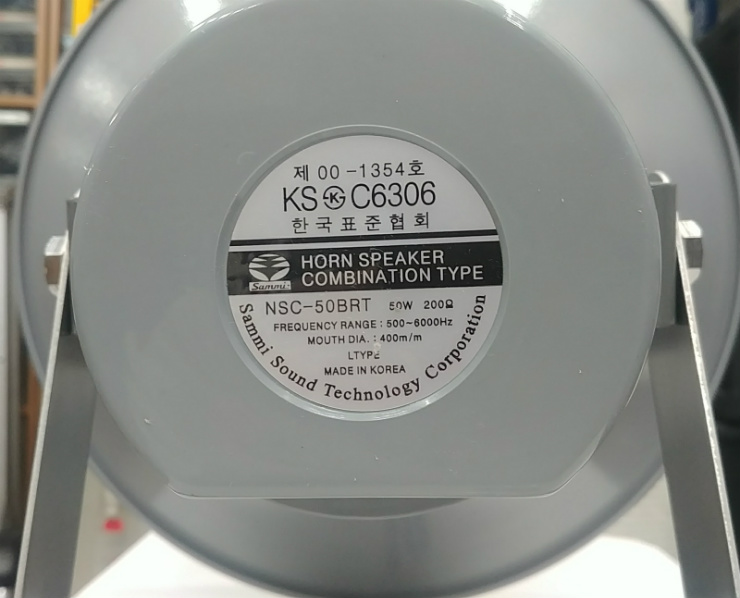 제 00-1354호
KS K C6306
한국표준협회
Sammi
HORN SPEAKER
COMBINATION TYPE
NSC-50BRT 50W 200Ω
FREQUENCY RANGE : 500~6000Hz
MOUTH DIA. : 400m/m
LTYPE
MADE IN KOREA
Sammi Sound Technology Corporation